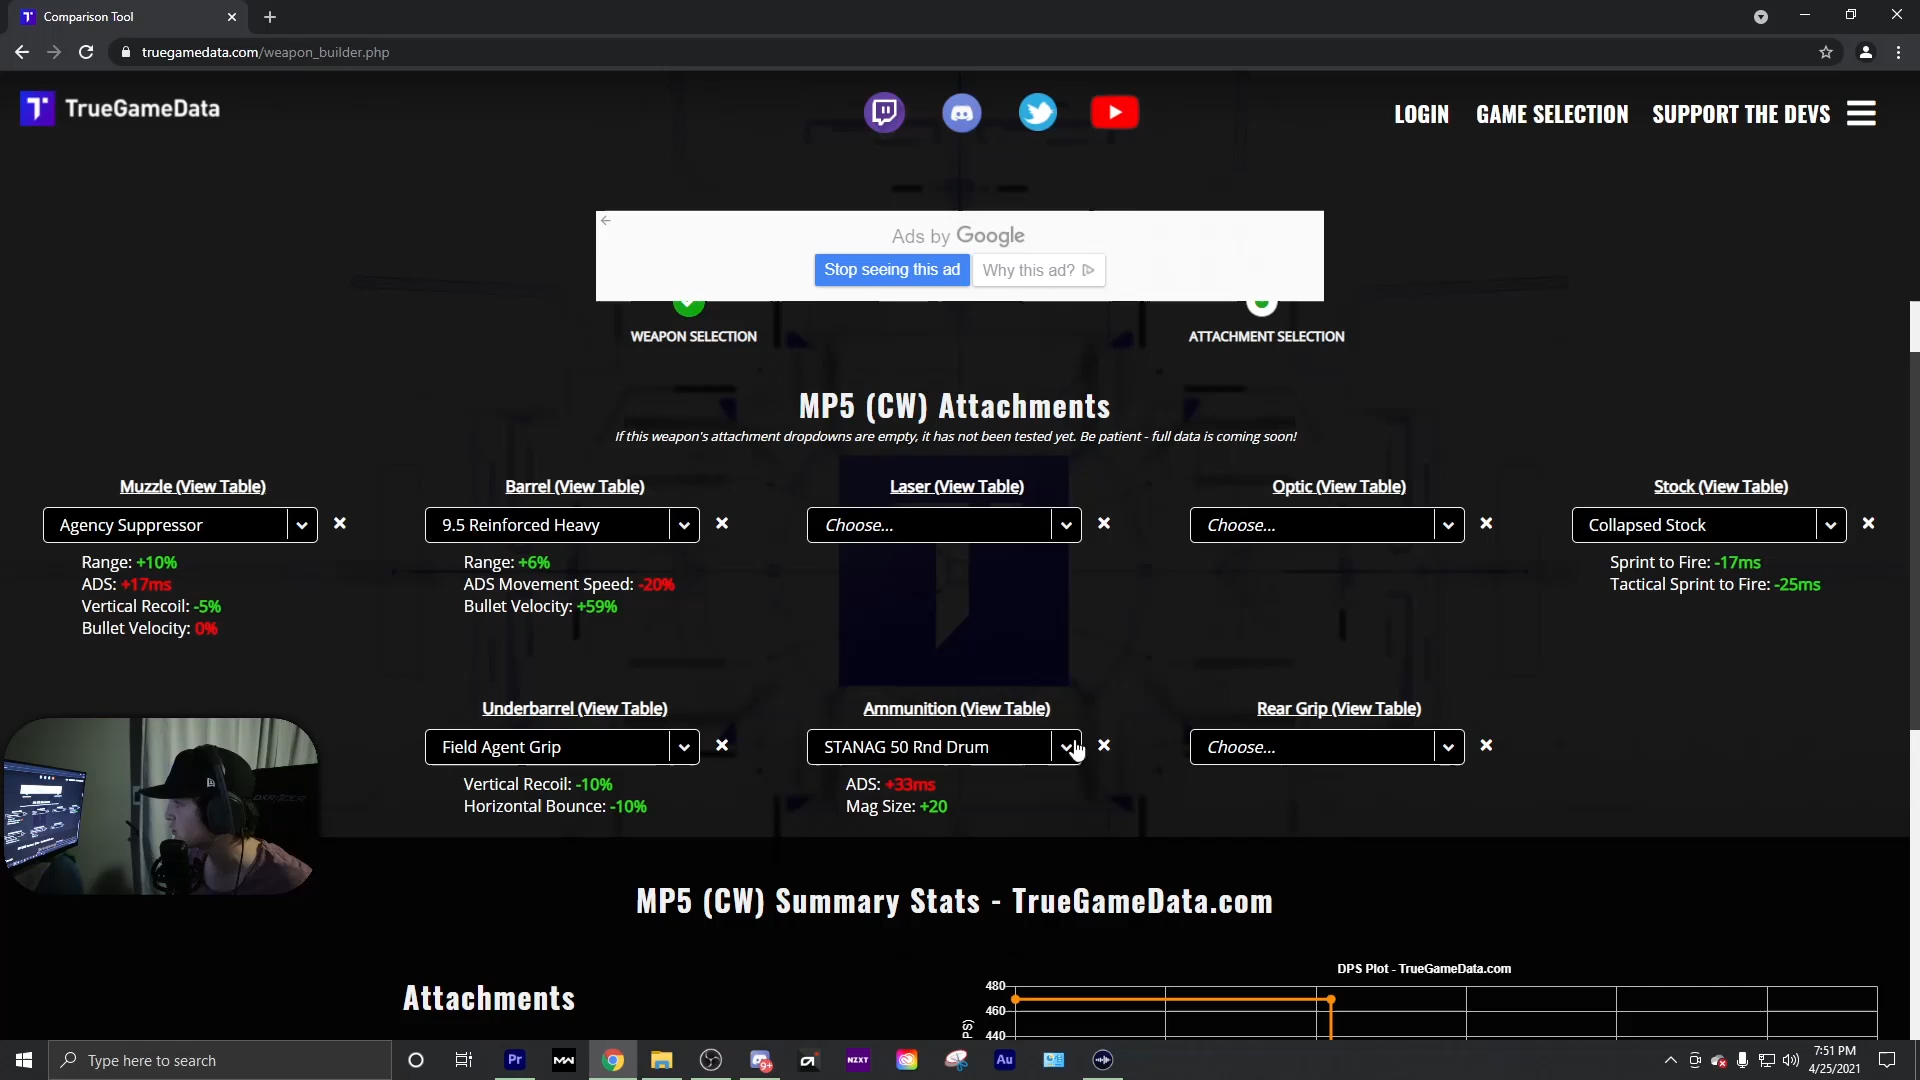 Comparison Tool
truegamedata.com/weapon_builder.php
TrueGameData
LOGIN
GAME SELECTION
SUPPORT THE DEVS
Ads by Google
Stop seeing this ad
Why this ad?
WEAPON SELECTION
ATTACHMENT SELECTION
MP5 (CW) Attachments
If this weapon's attachment dropdowns are empty, it has not been tested yet. Be patient - full data is coming soon!
Muzzle (View Table)
Agency Suppressor
Range: +10%
ADS: +17ms
Vertical Recoil: -5%
Bullet Velocity: 0%
Barrel (View Table)
9.5 Reinforced Heavy
Range: +6%
ADS Movement Speed: -20%
Bullet Velocity: +59%
Laser (View Table)
Choose...
Optic (View Table)
Choose...
Stock (View Table)
Collapsed Stock
Sprint to Fire: -17ms
Tactical Sprint to Fire: -25ms
Underbarrel (View Table)
Field Agent Grip
Vertical Recoil: -10%
Horizontal Bounce: -10%
Ammunition (View Table)
STANAG 50 Rnd Drum
ADS: +33ms
Mag Size: +20
Rear Grip (View Table)
Choose...
MP5 (CW) Summary Stats - TrueGameData.com
Attachments
DPS Plot - TrueGameData.com
480
460
440
PS)
Type here to search
Pr
MW
9+
NZXT
Au
7:51 PM
4/25/2021